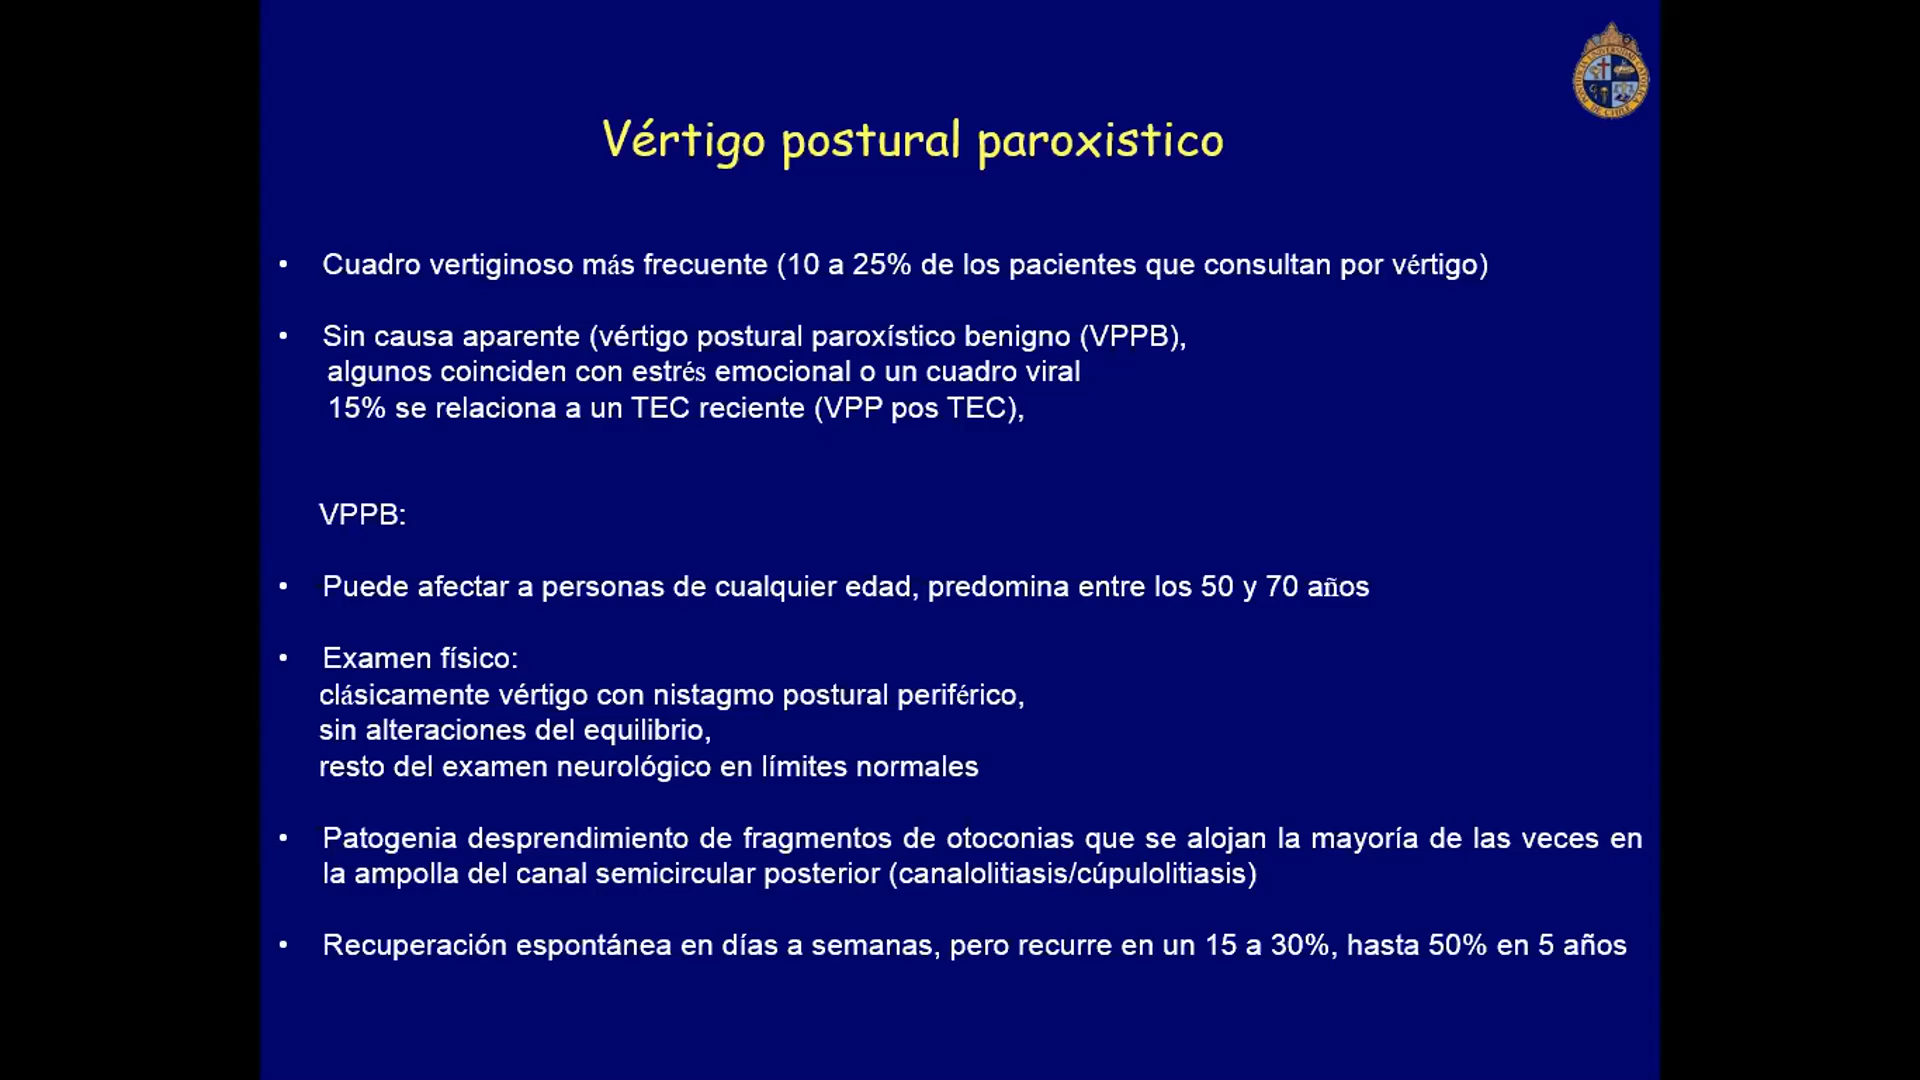 Vértigo postural paroxistico
• Cuadro vertiginoso más frecuente (10 a 25% de los pacientes que consultan por vértigo)
• Sin causa aparente (vértigo postural paroxístico benigno (VPPB),
algunos coinciden con estrés emocional o un cuadro viral
15% se relaciona a un TEC reciente (VPP pos TEC),
VPPB:
• Puede afectar a personas de cualquier edad, predomina entre los 50 y 70 años
• Examen físico:
clásicamente vértigo con nistagmo postural periférico,
sin alteraciones del equilibrio,
resto del examen neurológico en límites normales
• Patogenia desprendimiento de fragmentos de otoconias que se alojan la mayoría de las veces en
la ampolla del canal semicircular posterior (canalolitiasis/cúpulolitiasis)
• Recuperación espontánea en días a semanas, pero recurre en un 15 a 30%, hasta 50% en 5 años